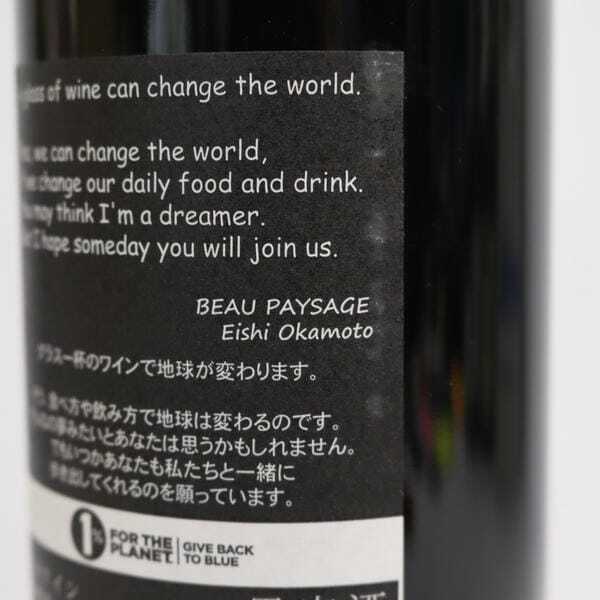 glass of wine can change the world.
we can change the world,
we change our daily food and drink.
you may think I'm a dreamer.
I hope someday you will join us.
BEAU PAYSAGE
Eishi Okamoto
グラス一杯のワインで地球が変わります。
食べ方や飲み方で地球は変わるのです。
夢みたいとあなたは思うかもしれません。
でもいつかあなたも私たちと一緒に
歩き出してくれるのを願っています。
1%
FOR THE
PLANET
GIVE BACK
TO BLUE
ワイン